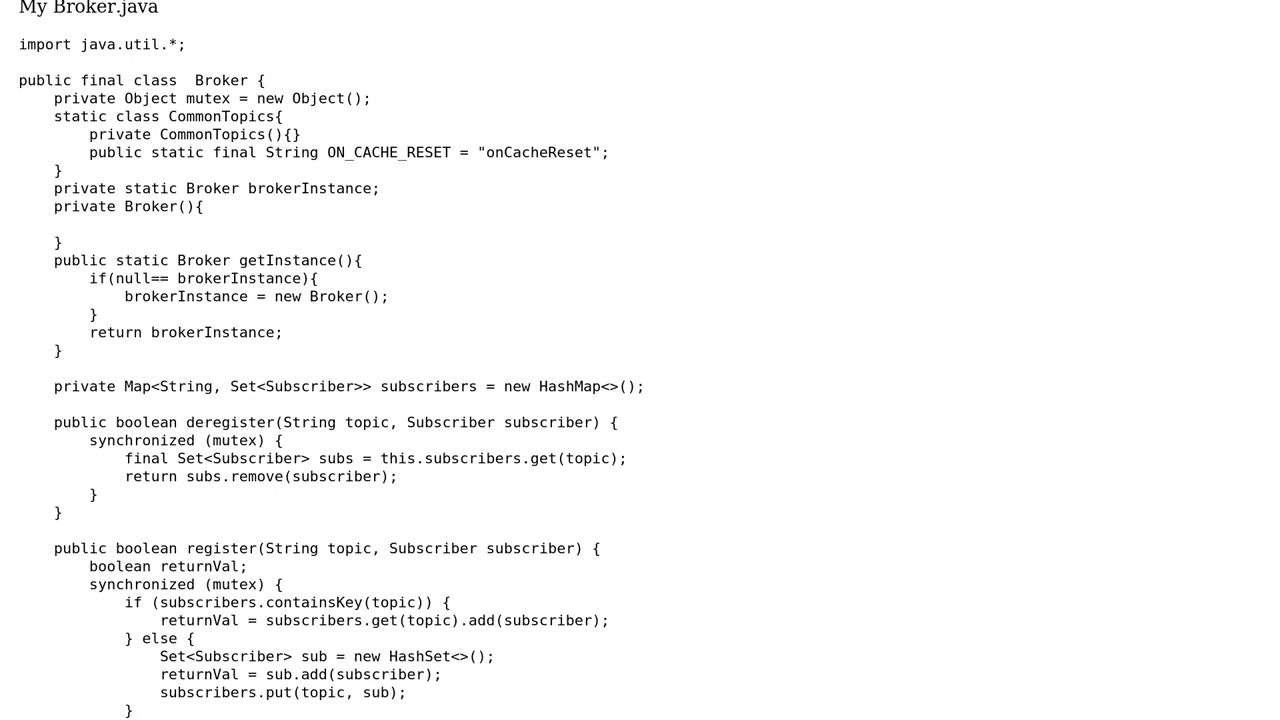 My Broker.java
import java.util.*;
public final class  Broker {
    private Object mutex = new Object();
    static class CommonTopics{
        private CommonTopics(){}
        public static final String ON_CACHE_RESET = "onCacheReset";
    }
    private static Broker brokerInstance;
    private Broker(){

    }
    public static Broker getInstance(){
        if(null== brokerInstance){
            brokerInstance = new Broker();
        }
        return brokerInstance;
    }

    private Map<String, Set<Subscriber>> subscribers = new HashMap<>();

    public boolean deregister(String topic, Subscriber subscriber) {
        synchronized (mutex) {
            final Set<Subscriber> subs = this.subscribers.get(topic);
            return subs.remove(subscriber);
        }
    }

    public boolean register(String topic, Subscriber subscriber) {
        boolean returnVal;
        synchronized (mutex) {
            if (subscribers.containsKey(topic)) {
                returnVal = subscribers.get(topic).add(subscriber);
            } else {
                Set<Subscriber> sub = new HashSet<>();
                returnVal = sub.add(subscriber);
                subscribers.put(topic, sub);
            }